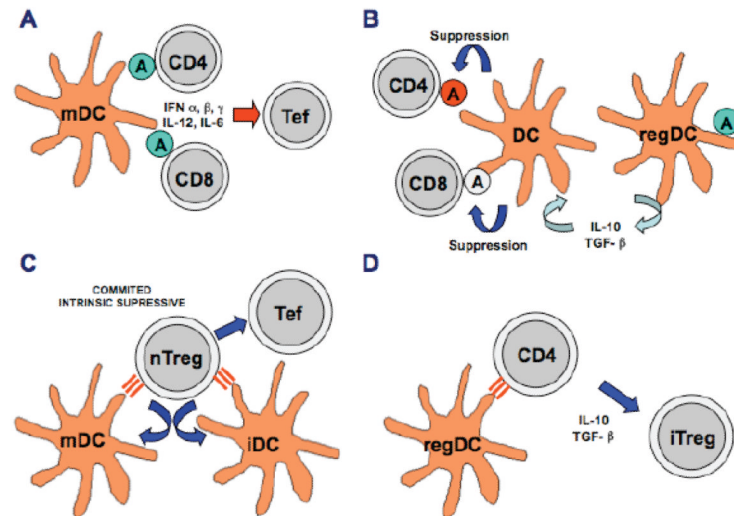 A
A
CD4
mDC
IFN α, β, γ
IL-12, IL-6
Tef
A
CD8
B
Suppression
CD4
A
DC
regDC
A
CD8
A
Suppression
IL-10
TGF- β
C
COMMITED
INTRINSIC SUPRESSIVE
Tef
nTreg
mDC
iDC
D
CD4
regDC
IL-10
TGF- β
iTreg